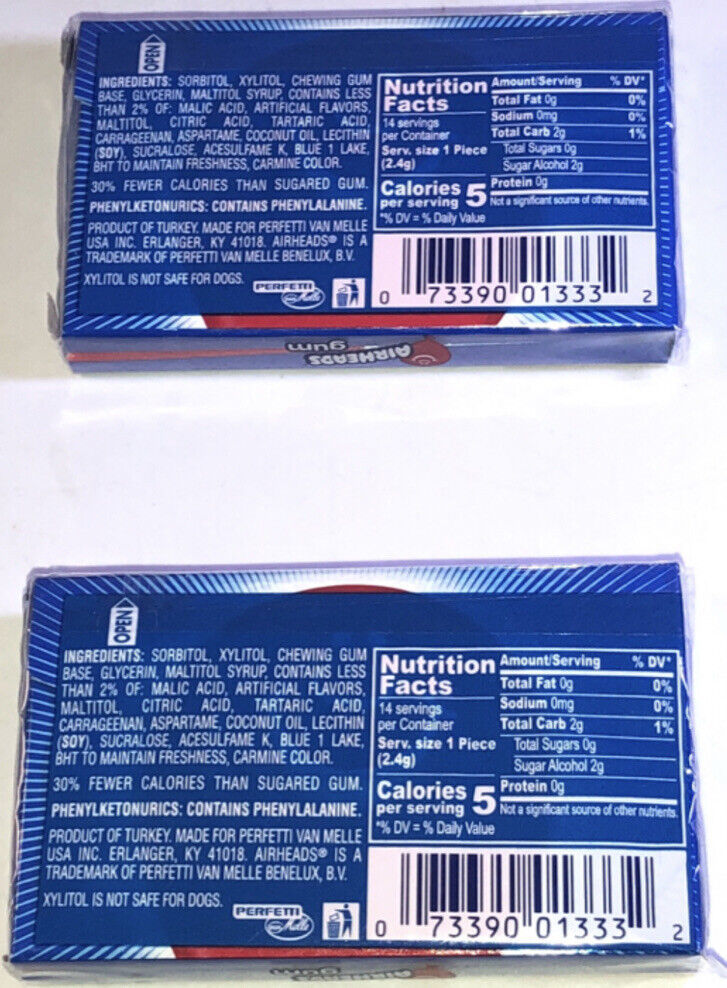 OPEN
INGREDIENTS: SORBITOL, XYLITOL, CHEWING GUM
BASE, GLYCERIN, MALTITOL SYRUP, CONTAINS LESS
THAN 2% OF: MALIC ACID, ARTIFICIAL FLAVORS,
MALTITOL, CITRIC ACID, TARTARIC ACID,
CARRAGEENAN, ASPARTAME, COCONUT OIL, LECITHIN
(SOY), SUCRALOSE, ACESULFAME K, BLUE 1 LAKE,
BHT TO MAINTAIN FRESHNESS, CARMINE COLOR.
30% FEWER CALORIES THAN SUGARED GUM.
PHENYLKETONURICS: CONTAINS PHENYLALANINE.
PRODUCT OF TURKEY. MADE FOR PERFETTI VAN MELLE
USA INC. ERLANGER, KY 41018. AIRHEADS® IS A
TRADEMARK OF PERFETTI VAN MELLE BENELUX, B.V.
XYLITOL IS NOT SAFE FOR DOGS.
PERFETTI
van Melle
Nutrition
Facts
14 servings
per Container
Serv. size 1 Piece
(2.4g)
Calories 5
per serving
Amount/Serving % DV*
Total Fat 0g 0%
Sodium 0mg 0%
Total Carb 2g 1%
Total Sugars 0g
Sugar Alcohol 2g
Protein 0g
Not a significant source of other nutrients.
*% DV = % Daily Value
0 73390 01333 2
AIRHEADS
gum
OPEN
INGREDIENTS: SORBITOL, XYLITOL, CHEWING GUM
BASE, GLYCERIN, MALTITOL SYRUP, CONTAINS LESS
THAN 2% OF: MALIC ACID, ARTIFICIAL FLAVORS,
MALTITOL, CITRIC ACID, TARTARIC ACID,
CARRAGEENAN, ASPARTAME, COCONUT OIL, LECITHIN
(SOY), SUCRALOSE, ACESULFAME K, BLUE 1 LAKE,
BHT TO MAINTAIN FRESHNESS, CARMINE COLOR.
30% FEWER CALORIES THAN SUGARED GUM.
PHENYLKETONURICS: CONTAINS PHENYLALANINE.
PRODUCT OF TURKEY. MADE FOR PERFETTI VAN MELLE
USA INC. ERLANGER, KY 41018. AIRHEADS® IS A
TRADEMARK OF PERFETTI VAN MELLE BENELUX, B.V.
XYLITOL IS NOT SAFE FOR DOGS.
PERFETTI
van Melle
Nutrition
Facts
14 servings
per Container
Serv. size 1 Piece
(2.4g)
Calories 5
per serving
Amount/Serving % DV*
Total Fat 0g 0%
Sodium 0mg 0%
Total Carb 2g 1%
Total Sugars 0g
Sugar Alcohol 2g
Protein 0g
Not a significant source of other nutrients.
*% DV = % Daily Value
0 73390 01333 2
AIRHEADS
gum